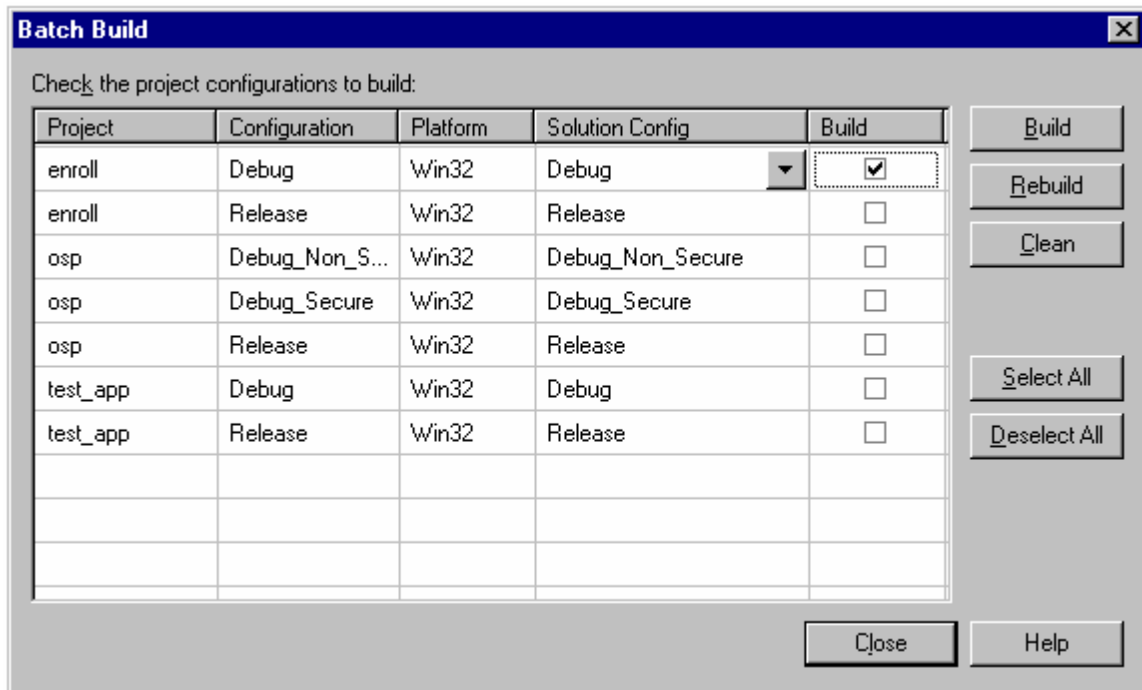 Batch Build
Check the project configurations to build:
Project Configuration Platform Solution Config Build
enroll Debug Win32 Debug
enroll Release Win32 Release
osp Debug_Non_S... Win32 Debug_Non_Secure
osp Debug_Secure Win32 Debug_Secure
osp Release Win32 Release
test_app Debug Win32 Debug
test_app Release Win32 Release
Build
Rebuild
Clean
Select All
Deselect All
Close Help